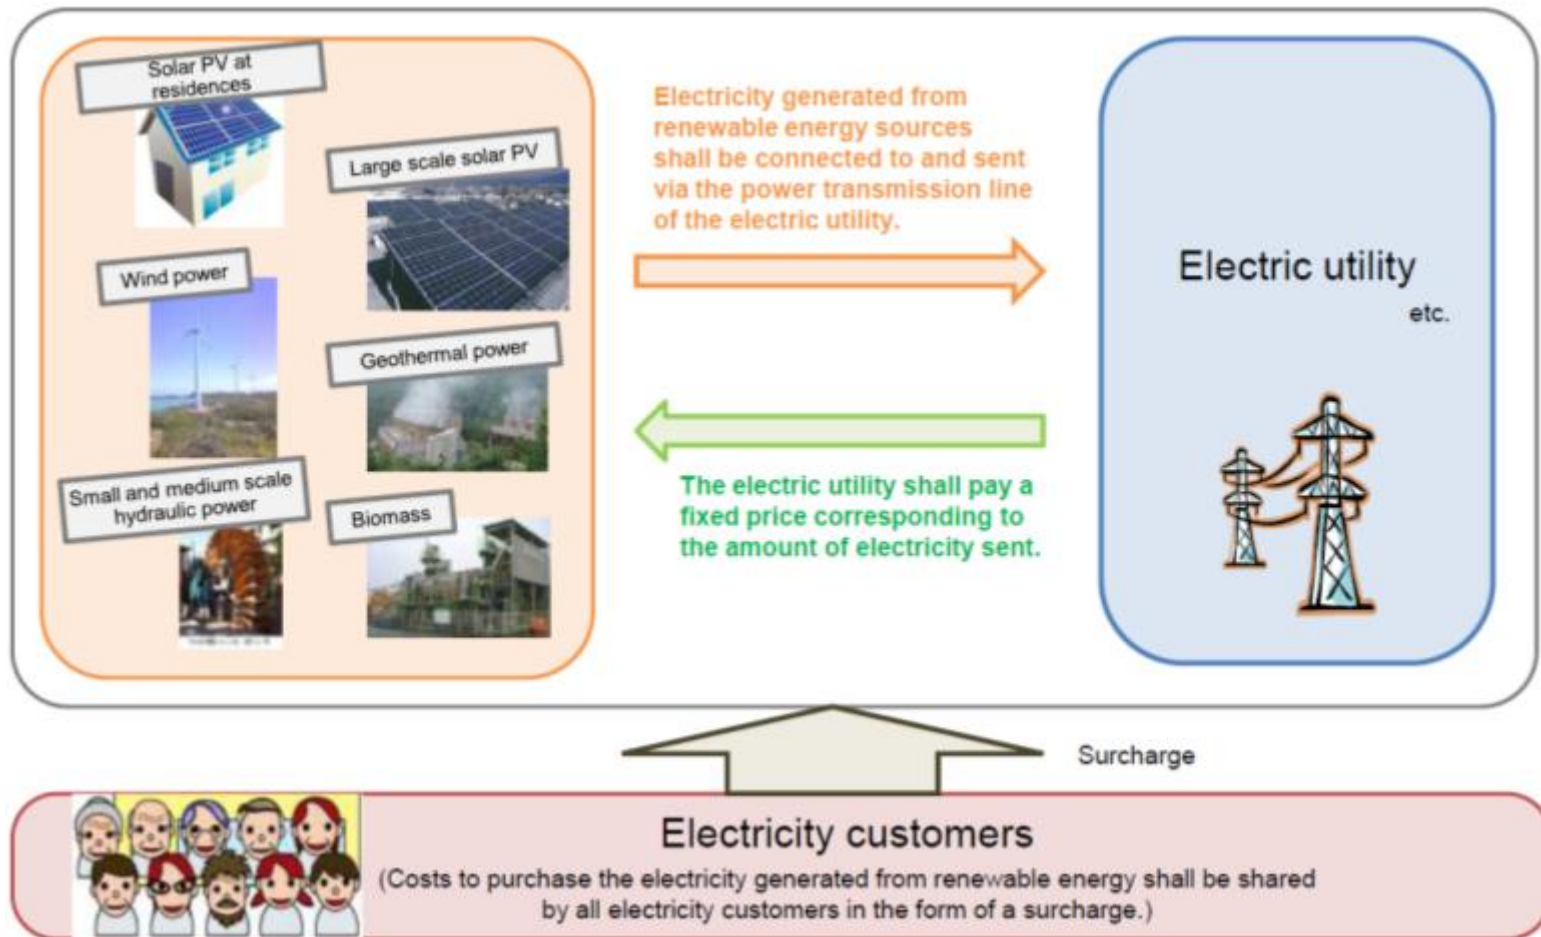 Solar PV at
residences
Large scale solar PV
Wind power
Geothermal power
Small and medium scale
hydraulic power
Biomass
Electricity generated from
renewable energy sources
shall be connected to and sent
via the power transmission line
of the electric utility.
The electric utility shall pay a
fixed price corresponding to
the amount of electricity sent.
Electric utility
etc.
Surcharge
Electricity customers
(Costs to purchase the electricity generated from renewable energy shall be shared
by all electricity customers in the form of a surcharge.)